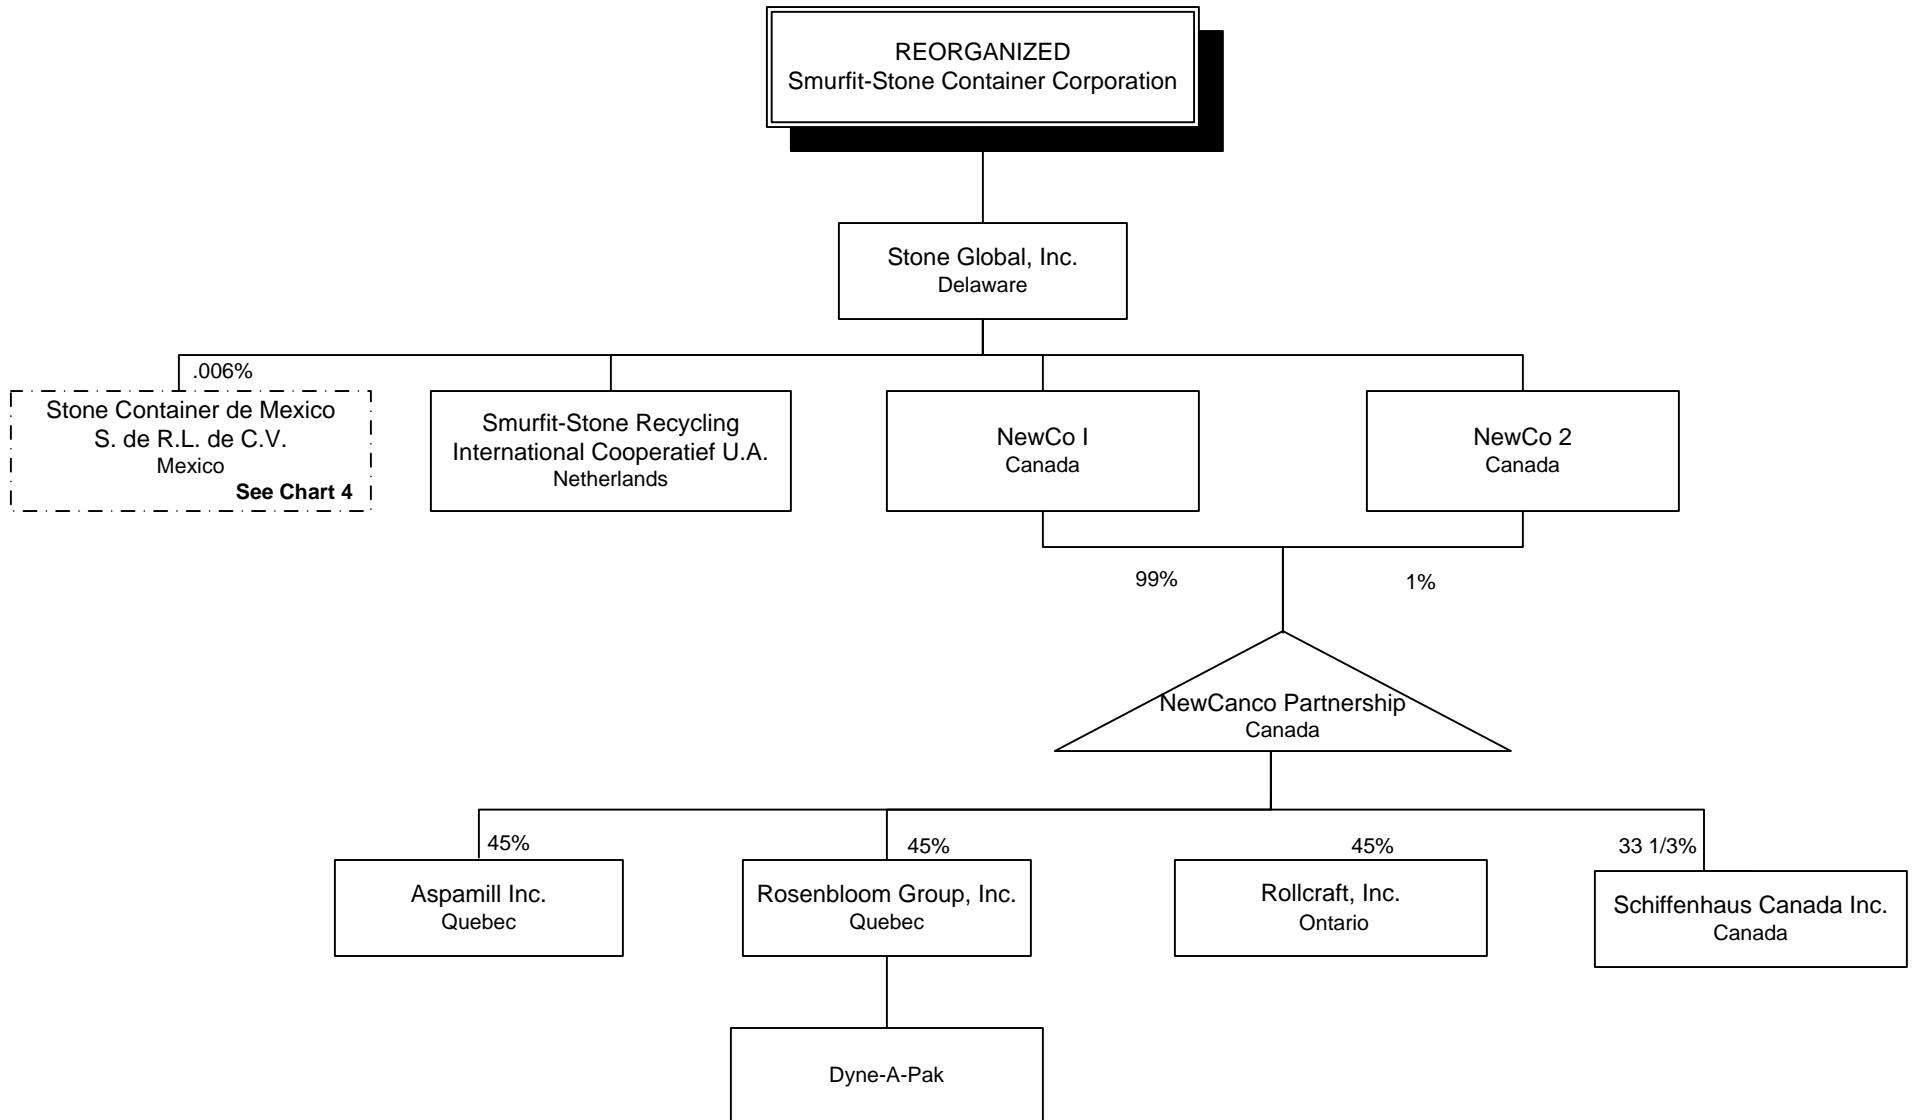 REORGANIZED
Smurfit-Stone Container Corporation
Stone Global, Inc.
Delaware
.006%
Stone Container de Mexico
S. de R.L. de C.V.
Mexico
See Chart 4
Smurfit-Stone Recycling
International Cooperatief U.A.
Netherlands
NewCo I
Canada
NewCo 2
Canada
99%
1%
NewCanco Partnership
Canada
45%
45%
45%
33 1/3%
Aspamill Inc.
Quebec
Rosenbloom Group, Inc.
Quebec
Rollcraft, Inc.
Ontario
Schiffenhaus Canada Inc.
Canada
Dyne-A-Pak